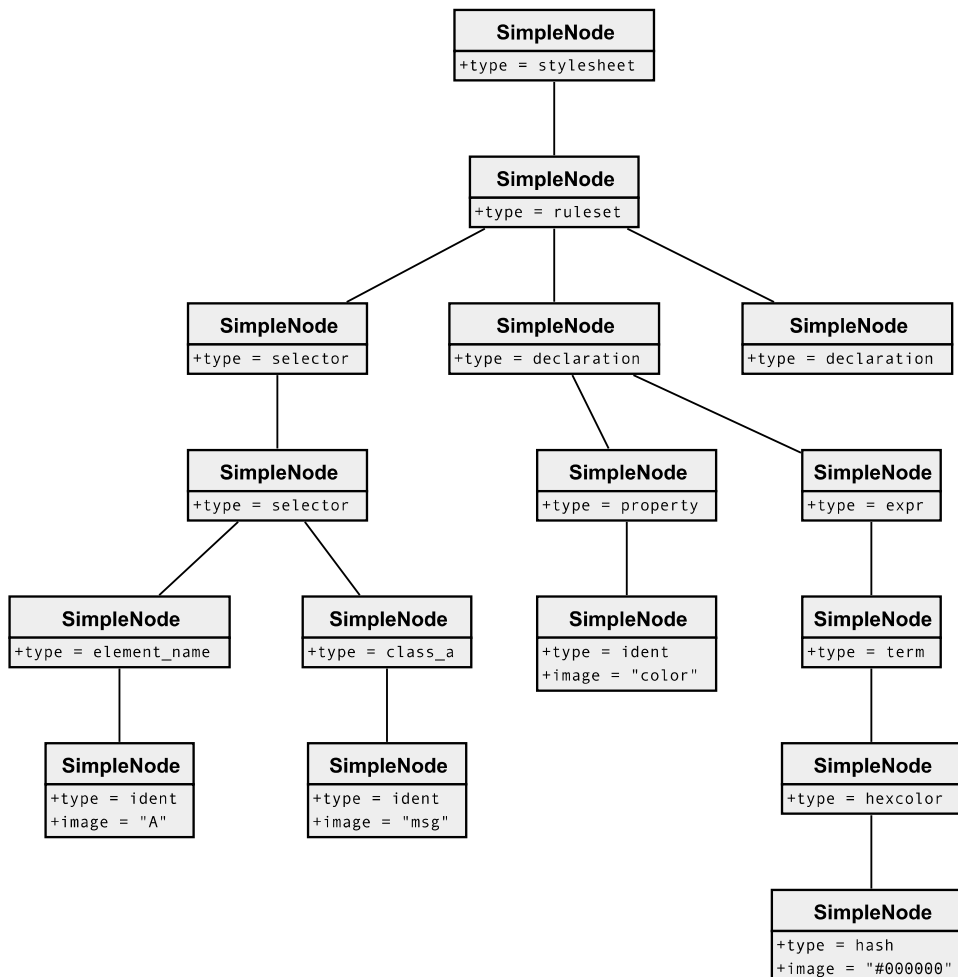 SimpleNode
+type = stylesheet
SimpleNode
+type = ruleset
SimpleNode
+type = selector
SimpleNode
+type = declaration
SimpleNode
+type = declaration
SimpleNode
+type = selector
SimpleNode
+type = property
SimpleNode
+type = expr
SimpleNode
+type = element_name
SimpleNode
+type = class_a
SimpleNode
+type = ident
+image = "color"
SimpleNode
+type = term
SimpleNode
+type = ident
+image = "A"
SimpleNode
+type = ident
+image = "msg"
SimpleNode
+type = hexcolor
SimpleNode
+type = hash
+image = "#000000"